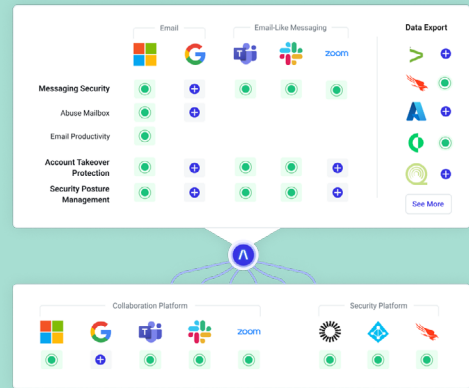 Email
Email-Like Messaging
Data Export
zoom
Messaging Security
Abuse Mailbox
Email Productivity
Account Takeover
Protection
Security Posture
Management
See More
Collaboration Platform
Security Platform
zoom